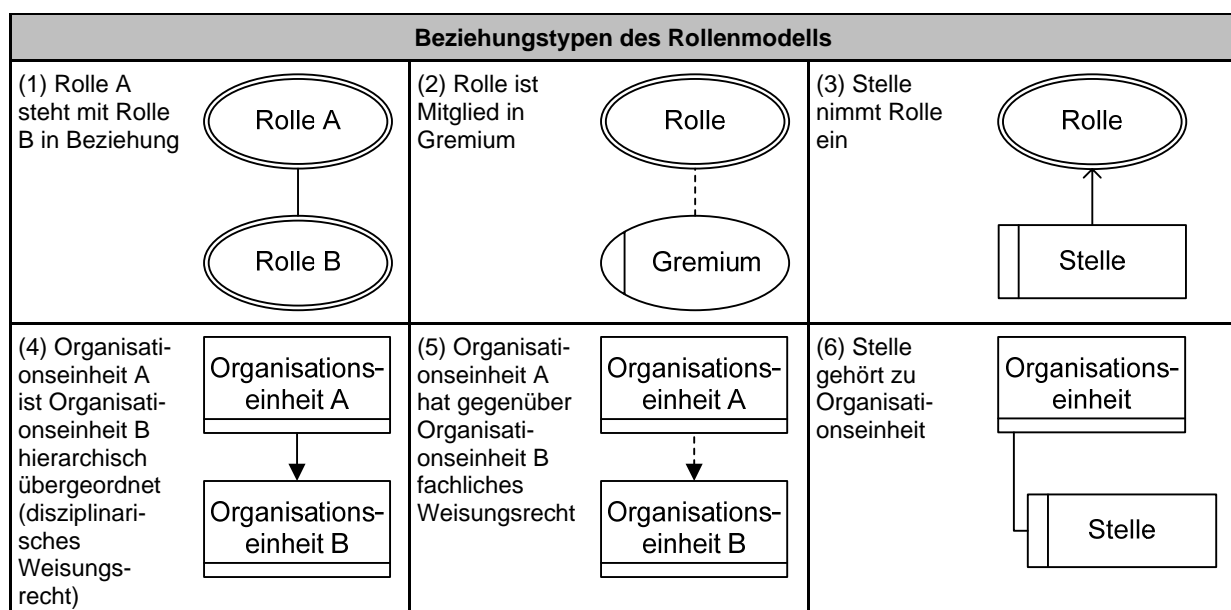 Beziehungstypen des Rollenmodells
(1) Rolle A
steht mit Rolle
B in Beziehung
Rolle A
Rolle B
(2) Rolle ist
Mitglied in
Gremium
Rolle
Gremium
(3) Stelle
nimmt Rolle
ein
Rolle
Stelle
(4) Organisati-
onseinheit A
ist Organisati-
onseinheit B
hierarchisch
übergeordnet
(disziplinari-
sches
Weisungs-
recht)
Organisations-
einheit A
Organisations-
einheit B
(5) Organisati-
onseinheit A
hat gegenüber
Organisati-
onseinheit B
fachliches
Weisungsrecht
Organisations-
einheit A
Organisations-
einheit B
(6) Stelle
gehört zu
Organisati-
onseinheit
Organisations-
einheit
Stelle